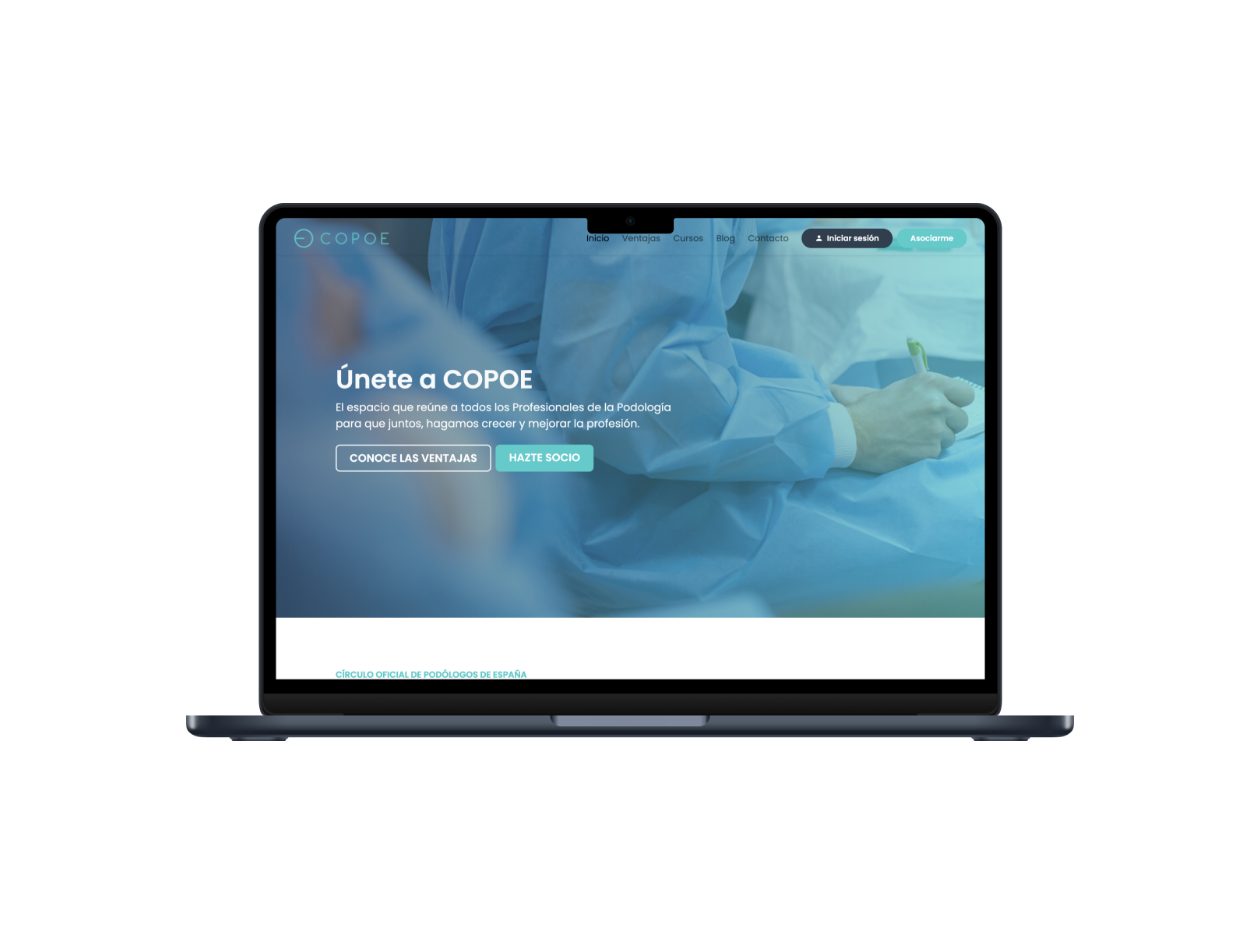 COPOE
Inicio Ventajas Cursos Blog Contacto Iniciar sesión Asociarme
Únete a COPOE
El espacio que reúne a todos los Profesionales de la Podología
para que juntos, hagamos crecer y mejorar la profesión.
CONOCE LAS VENTAJAS HAZTE SOCIO
CÍRCULO OFICIAL DE PODÓLOGOS DE ESPAÑA